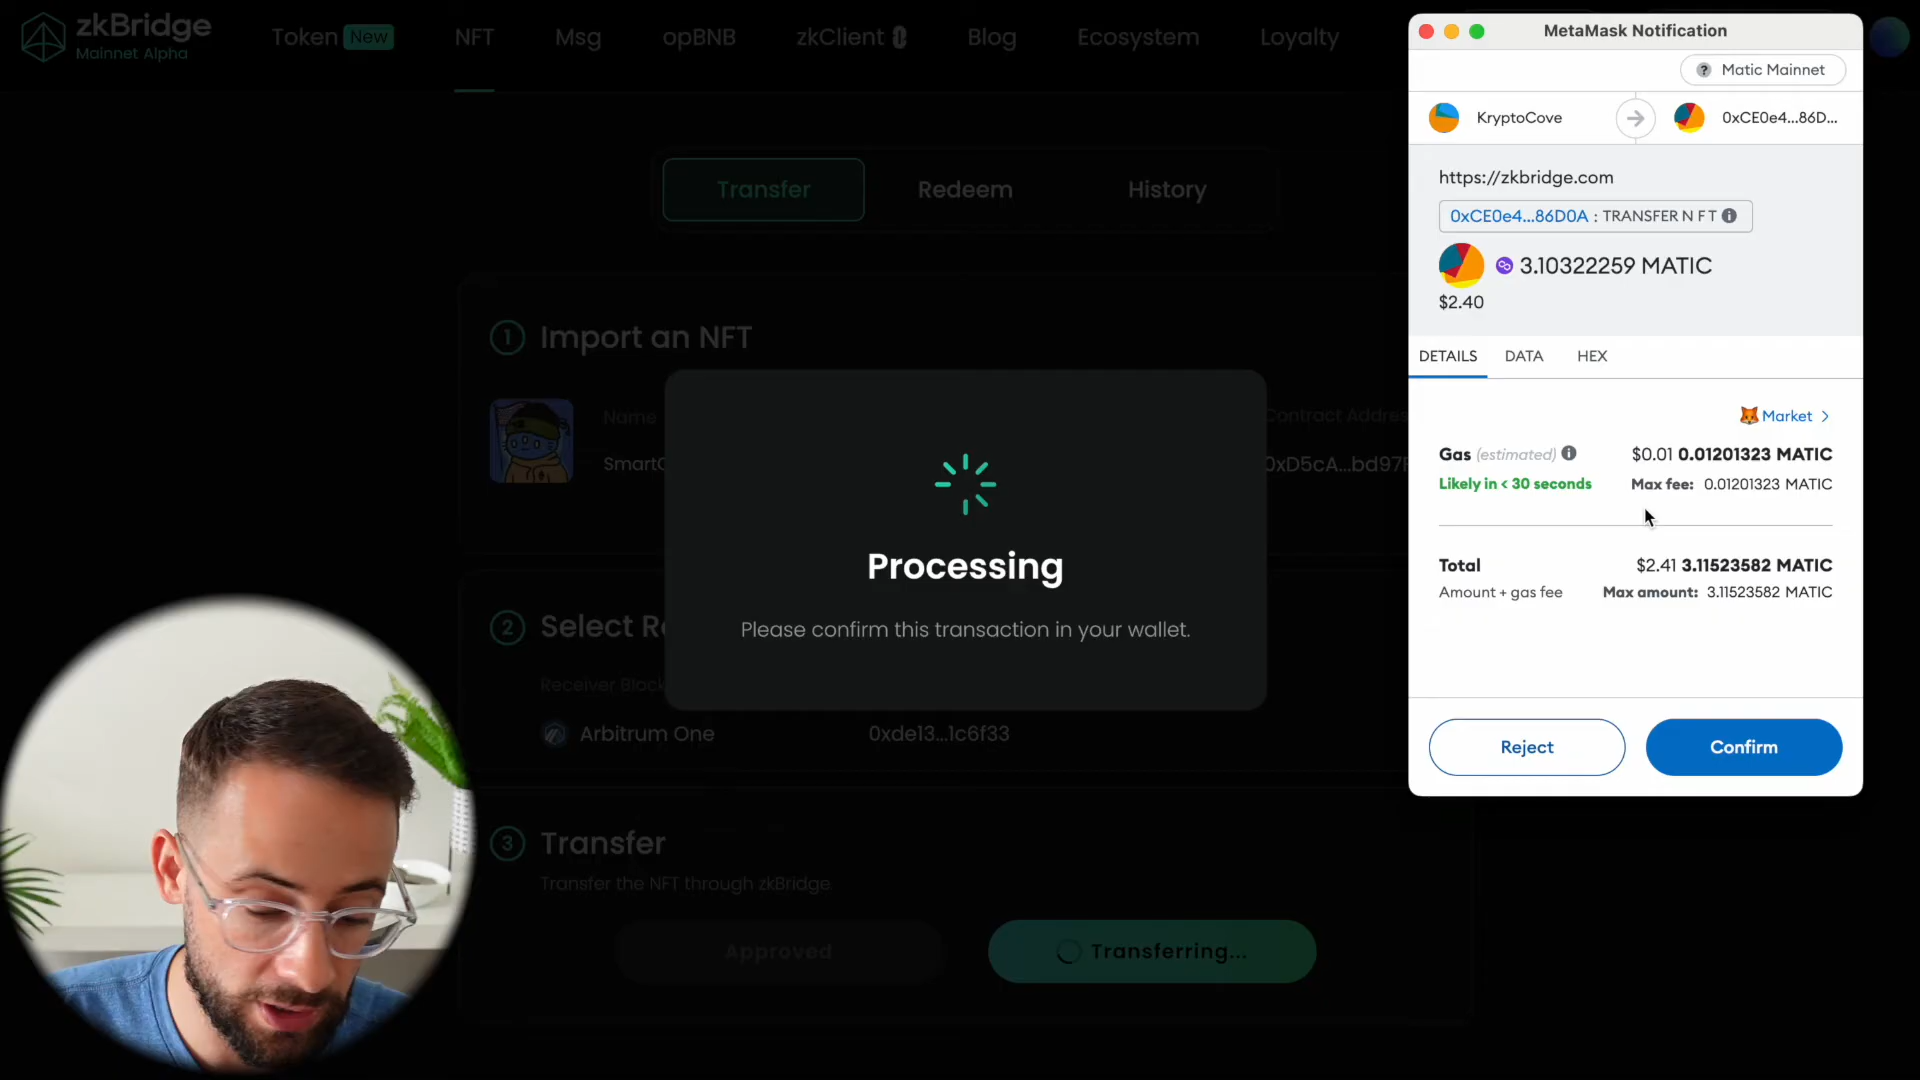 zkBridge
Mainnet Alpha
Token New
NFT
Msg
opBNB
zkClient
Blog
Ecosystem
Loyalty
Transfer
Redeem
History
1 Import an NFT
Name
Contract Addres
0xD5cA...bd97F
Processing
Please confirm this transaction in your wallet.
2 Select Re
Receiver Block
Arbitrum One
0xde13...1c6f33
3 Transfer
Transfer the NFT through zkBridge.
Approved
Transferring...
MetaMask Notification
? Matic Mainnet
KryptoCove
0xCE0e4...86D...
https://zkbridge.com
0xCE0e4...86D0A : TRANSFER N F T
3.10322259 MATIC
$2.40
DETAILS
DATA
HEX
Market >
Gas (estimated) $0.01 0.01201323 MATIC
Likely in < 30 seconds Max fee: 0.01201323 MATIC
Total $2.41 3.11523582 MATIC
Amount + gas fee Max amount: 3.11523582 MATIC
Reject
Confirm